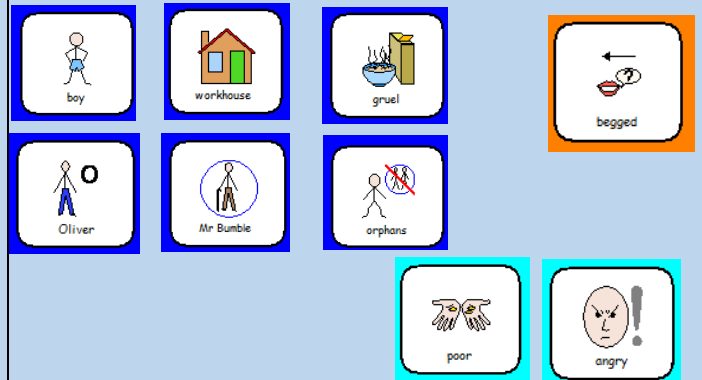 boy
workhouse
gruel
?
begged
O
Oliver
Mr Bumble
orphans
poor
!
angry